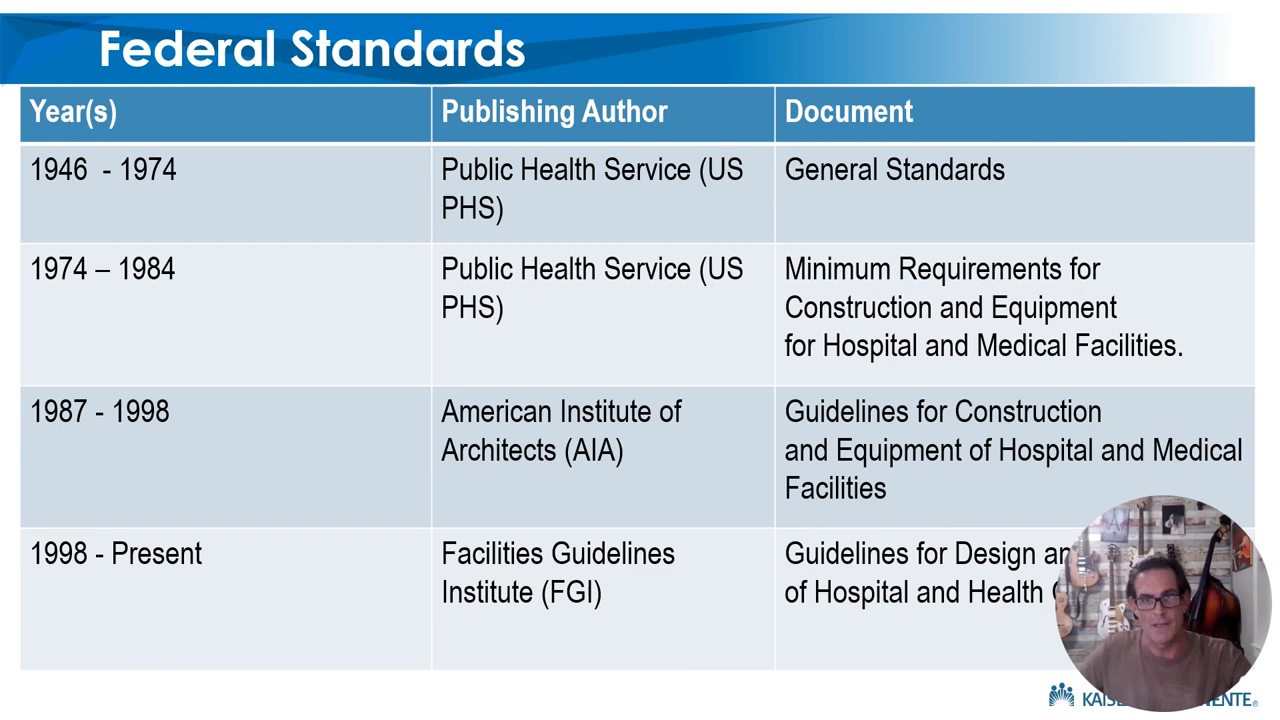 Federal Standards
Year(s)
Publishing Author
Document
1946 - 1974
Public Health Service (US
PHS)
General Standards
1974 – 1984
Public Health Service (US
PHS)
Minimum Requirements for
Construction and Equipment
for Hospital and Medical Facilities.
1987 - 1998
American Institute of
Architects (AIA)
Guidelines for Construction
and Equipment of Hospital and Medical
Facilities
1998 - Present
Facilities Guidelines
Institute (FGI)
Guidelines for Design
of Hospital and Health